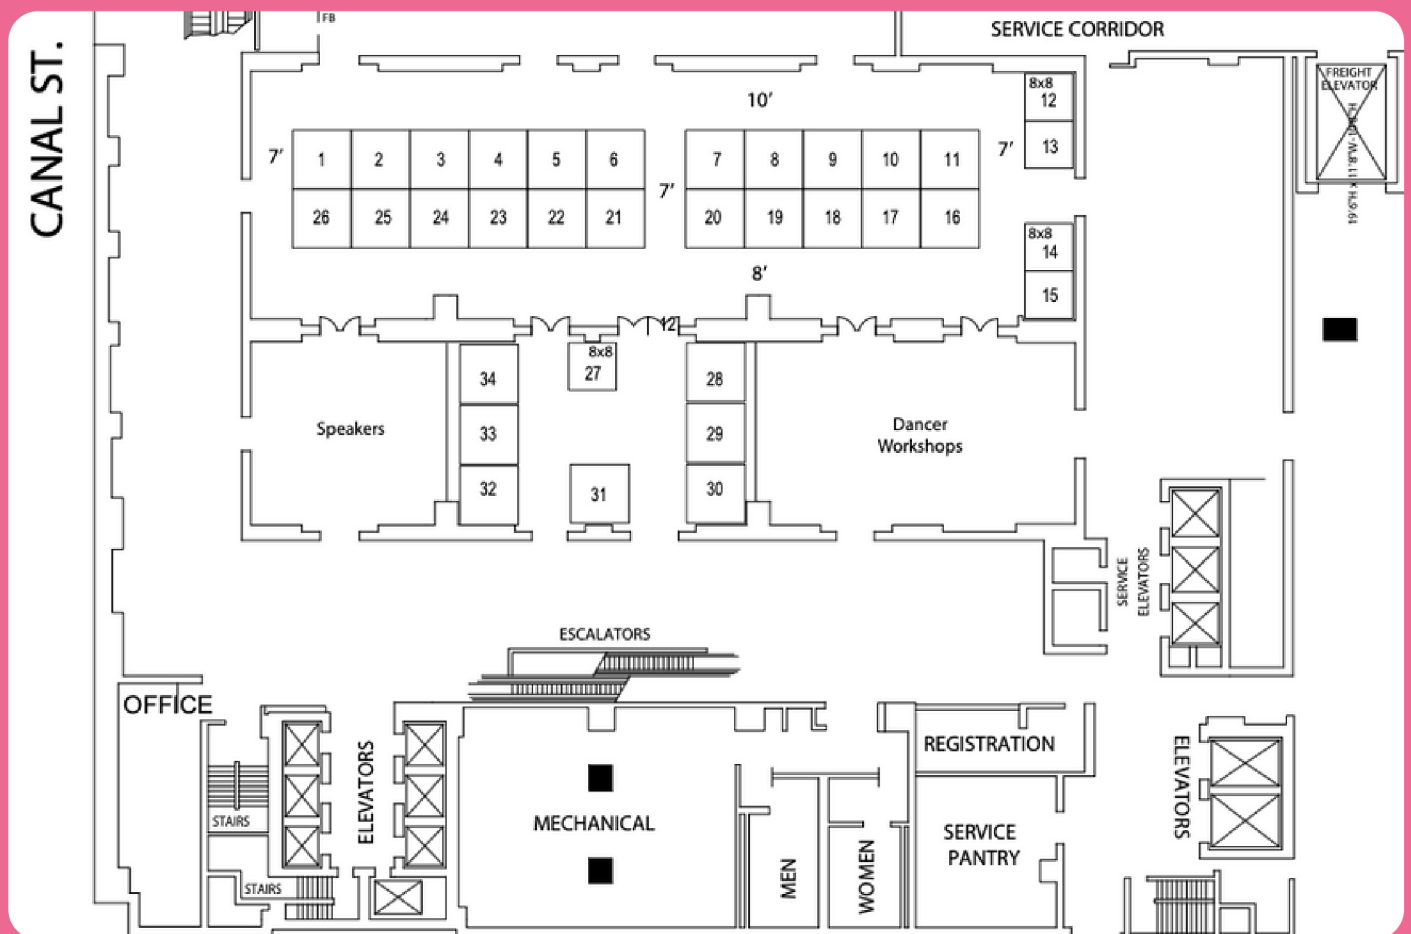 CANAL ST.
FB
SERVICE CORRIDOR
FREIGHT
ELEVATOR
10'
8x8
12
13
7'
1 2 3 4 5 6
7 8 9 10 11
7'
7'
26 25 24 23 22 21
20 19 18 17 16
8x8
14
15
8'
12
34
8x8
27
28
Speakers
33
29
Dancer
Workshops
32
31
30
SERVICE
ELEVATORS
ESCALATORS
OFFICE
ELEVATORS
REGISTRATION
ELEVATORS
MECHANICAL
STAIRS
SERVICE
PANTRY
MEN
WOMEN
STAIRS